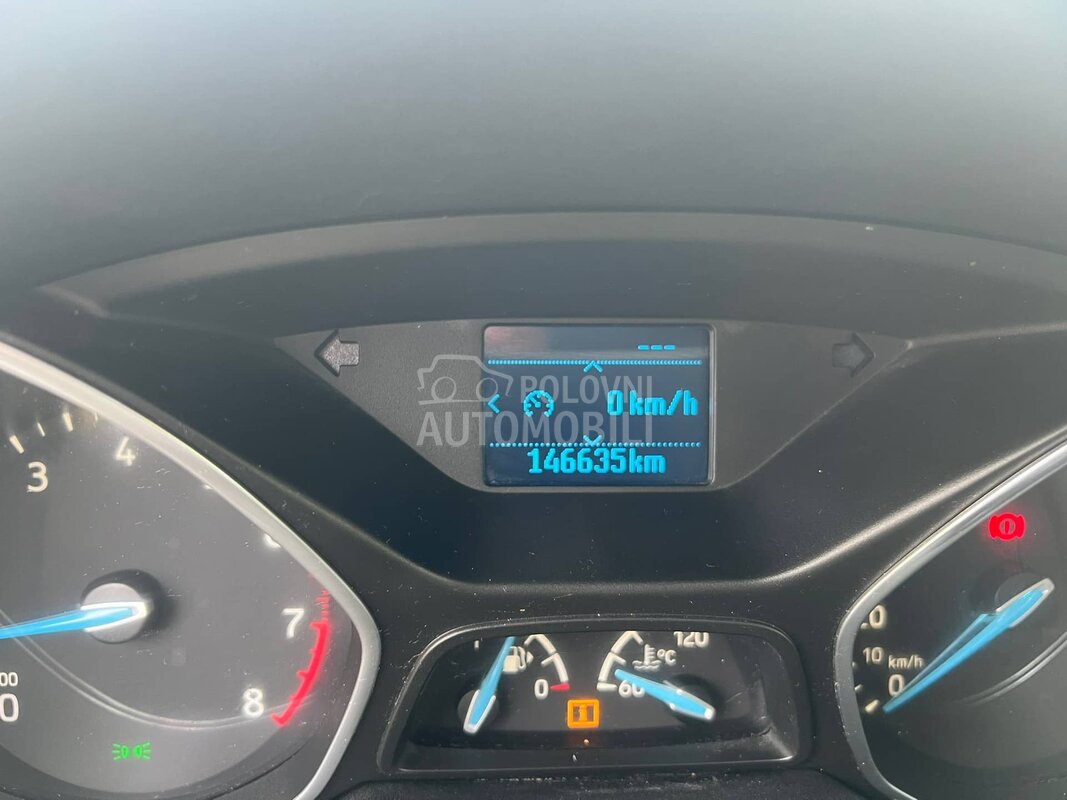 ---
POLOVNI
AUTOMOBILI
0 km/h
146635km
3
4
7
8
0
120
°C
60
10
km/h
0